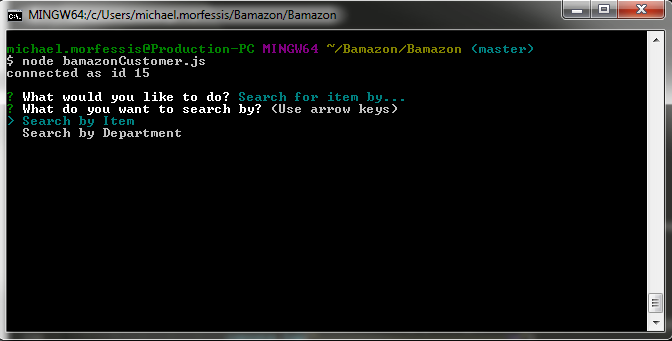 MINGW64:/c/Users/michael.morfessis/Bamazon/Bamazon
michael.morfessis@Production-PC MINGW64 ~/Bamazon/Bamazon (master)
$ node bamazonCustomer.js
connected as id 15
? What would you like to do? Search for item by...
? What do you want to search by? (Use arrow keys)
> Search by Item
Search by Department